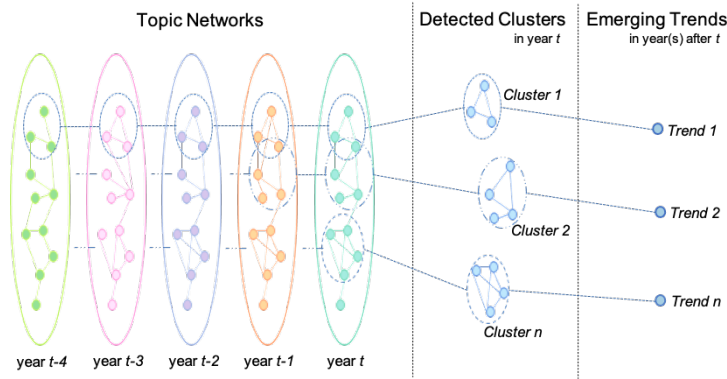 Topic Networks
Detected Clusters
in year t
Emerging Trends
in year(s) after t
Cluster 1
Trend 1
Cluster 2
Trend 2
Cluster n
Trend n
year t-4
year t-3
year t-2
year t-1
year t